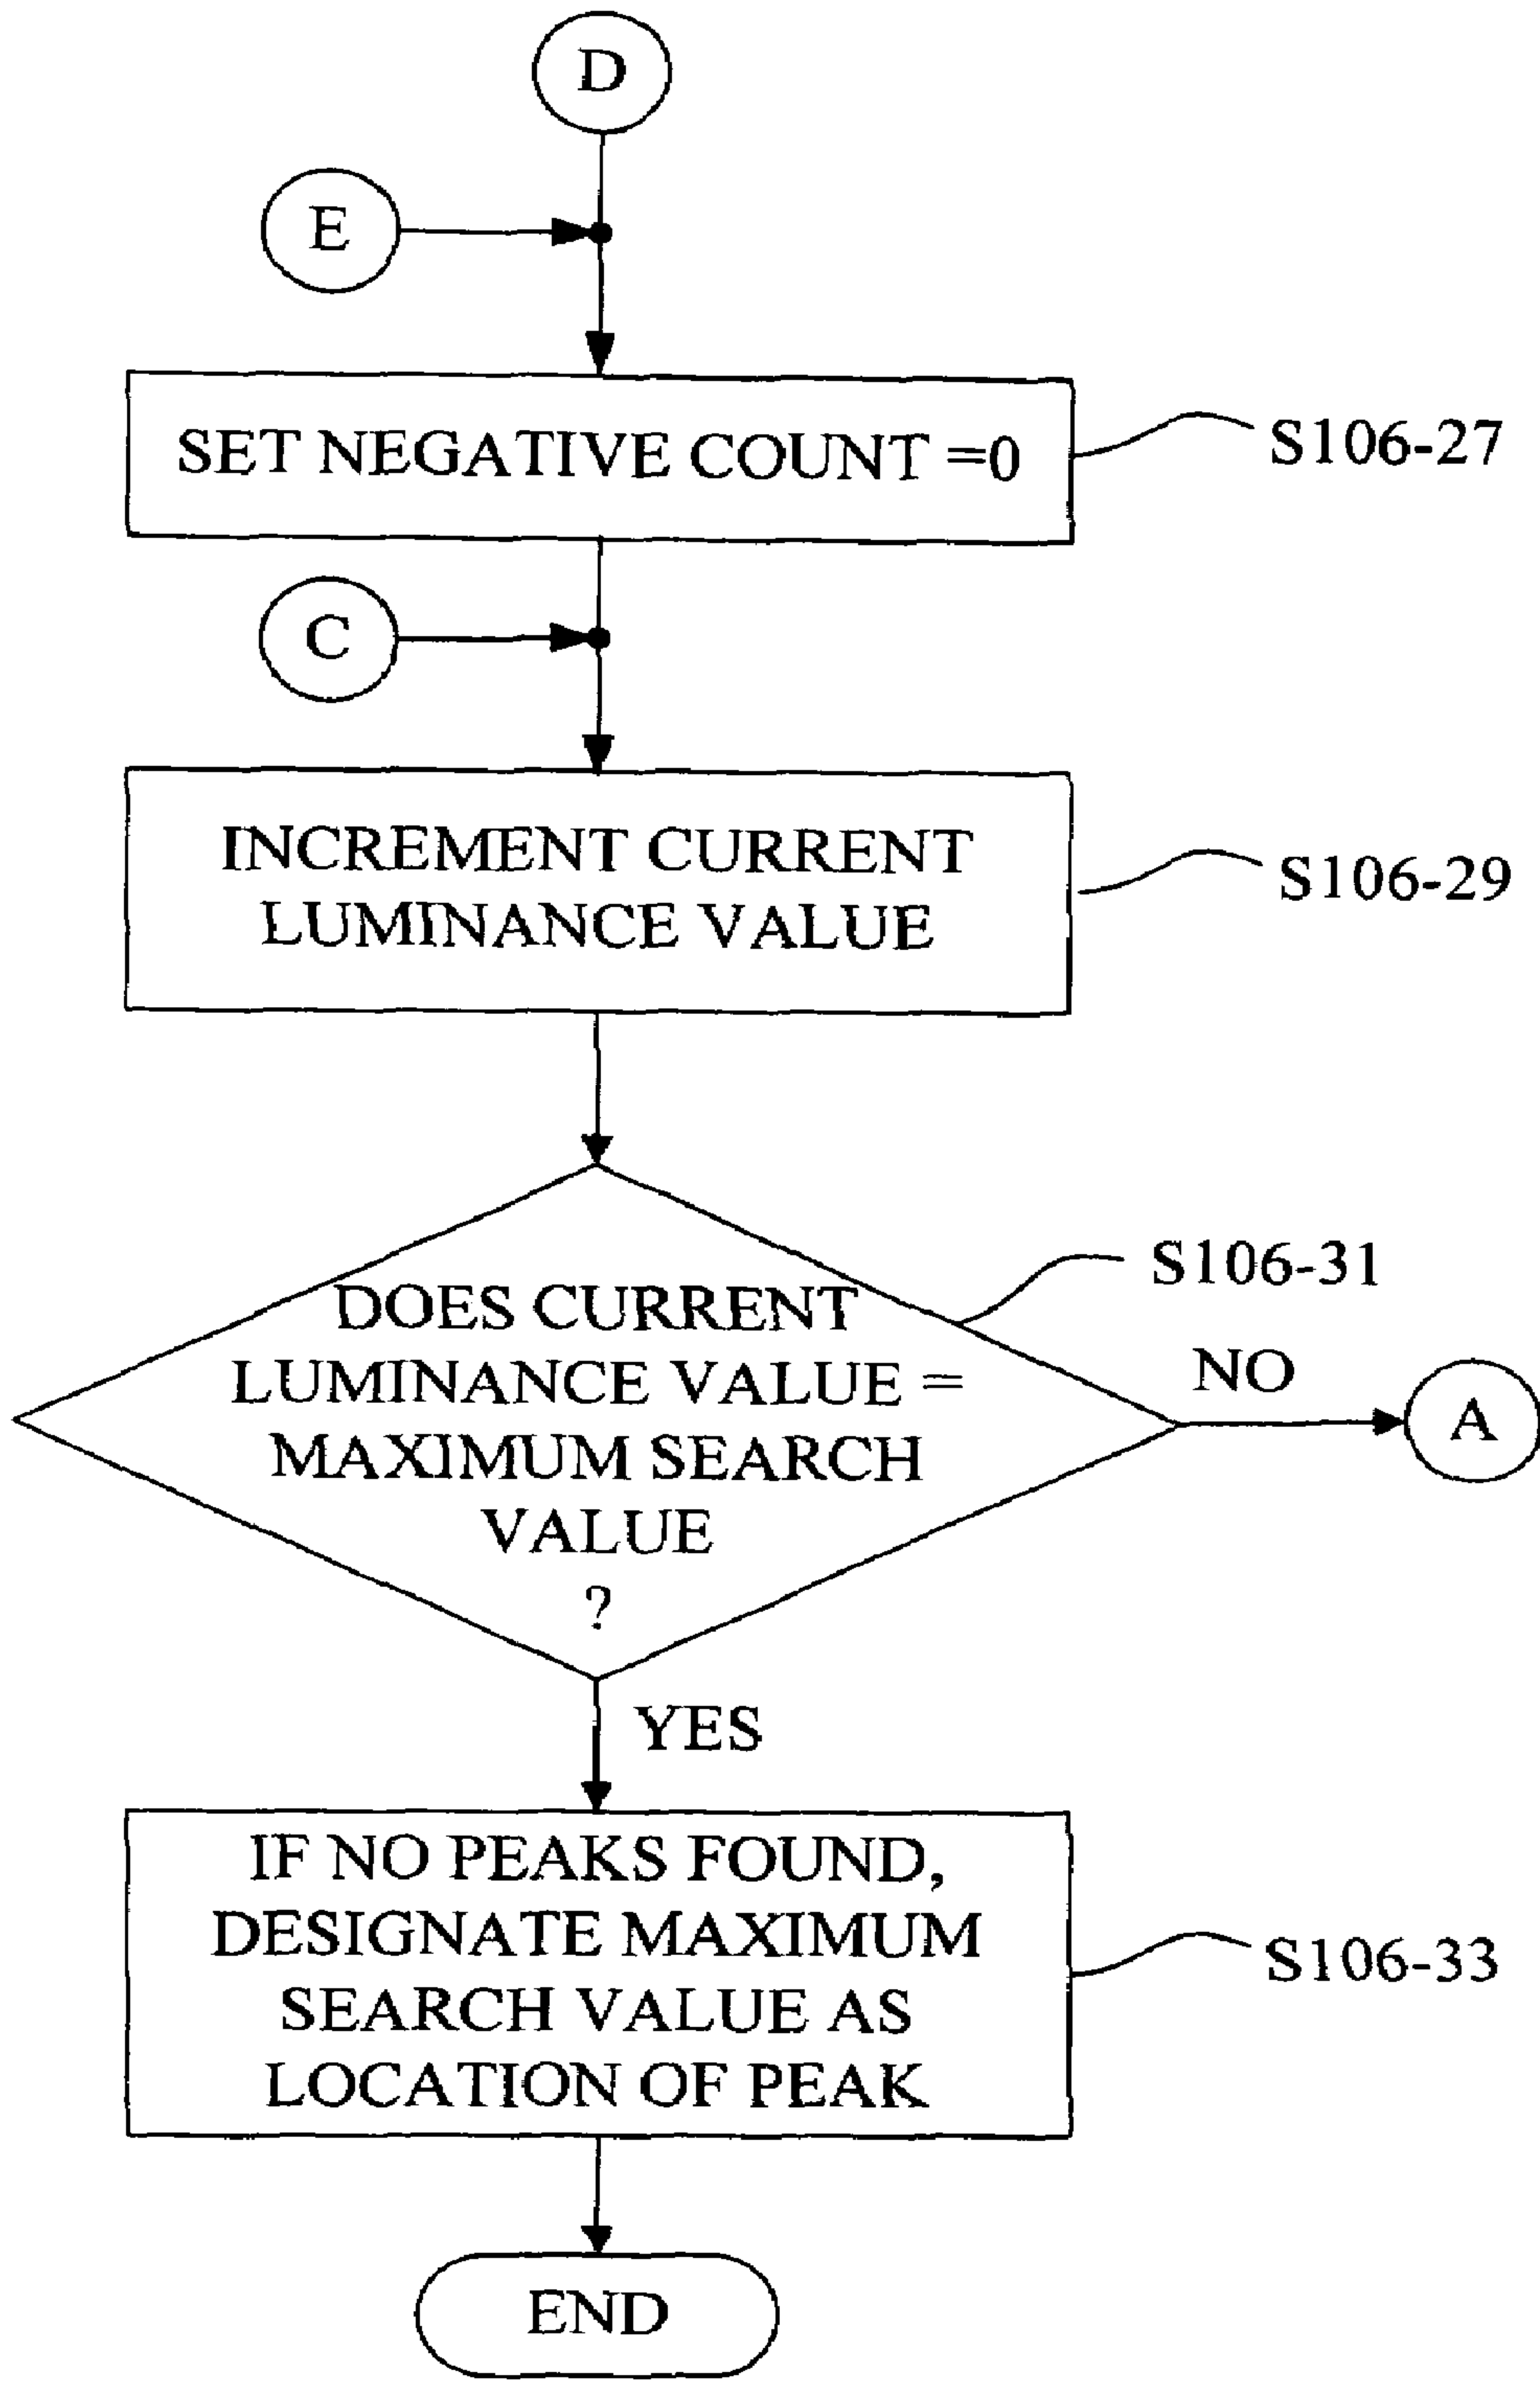 D
E
SET NEGATIVE COUNT =0
S106-27
C
INCREMENT CURRENT
LUMINANCE VALUE
S106-29
S106-31
DOES CURRENT
LUMINANCE VALUE =
MAXIMUM SEARCH
VALUE
?
NO
A
YES
IF NO PEAKS FOUND,
DESIGNATE MAXIMUM
SEARCH VALUE AS
LOCATION OF PEAK
S106-33
END